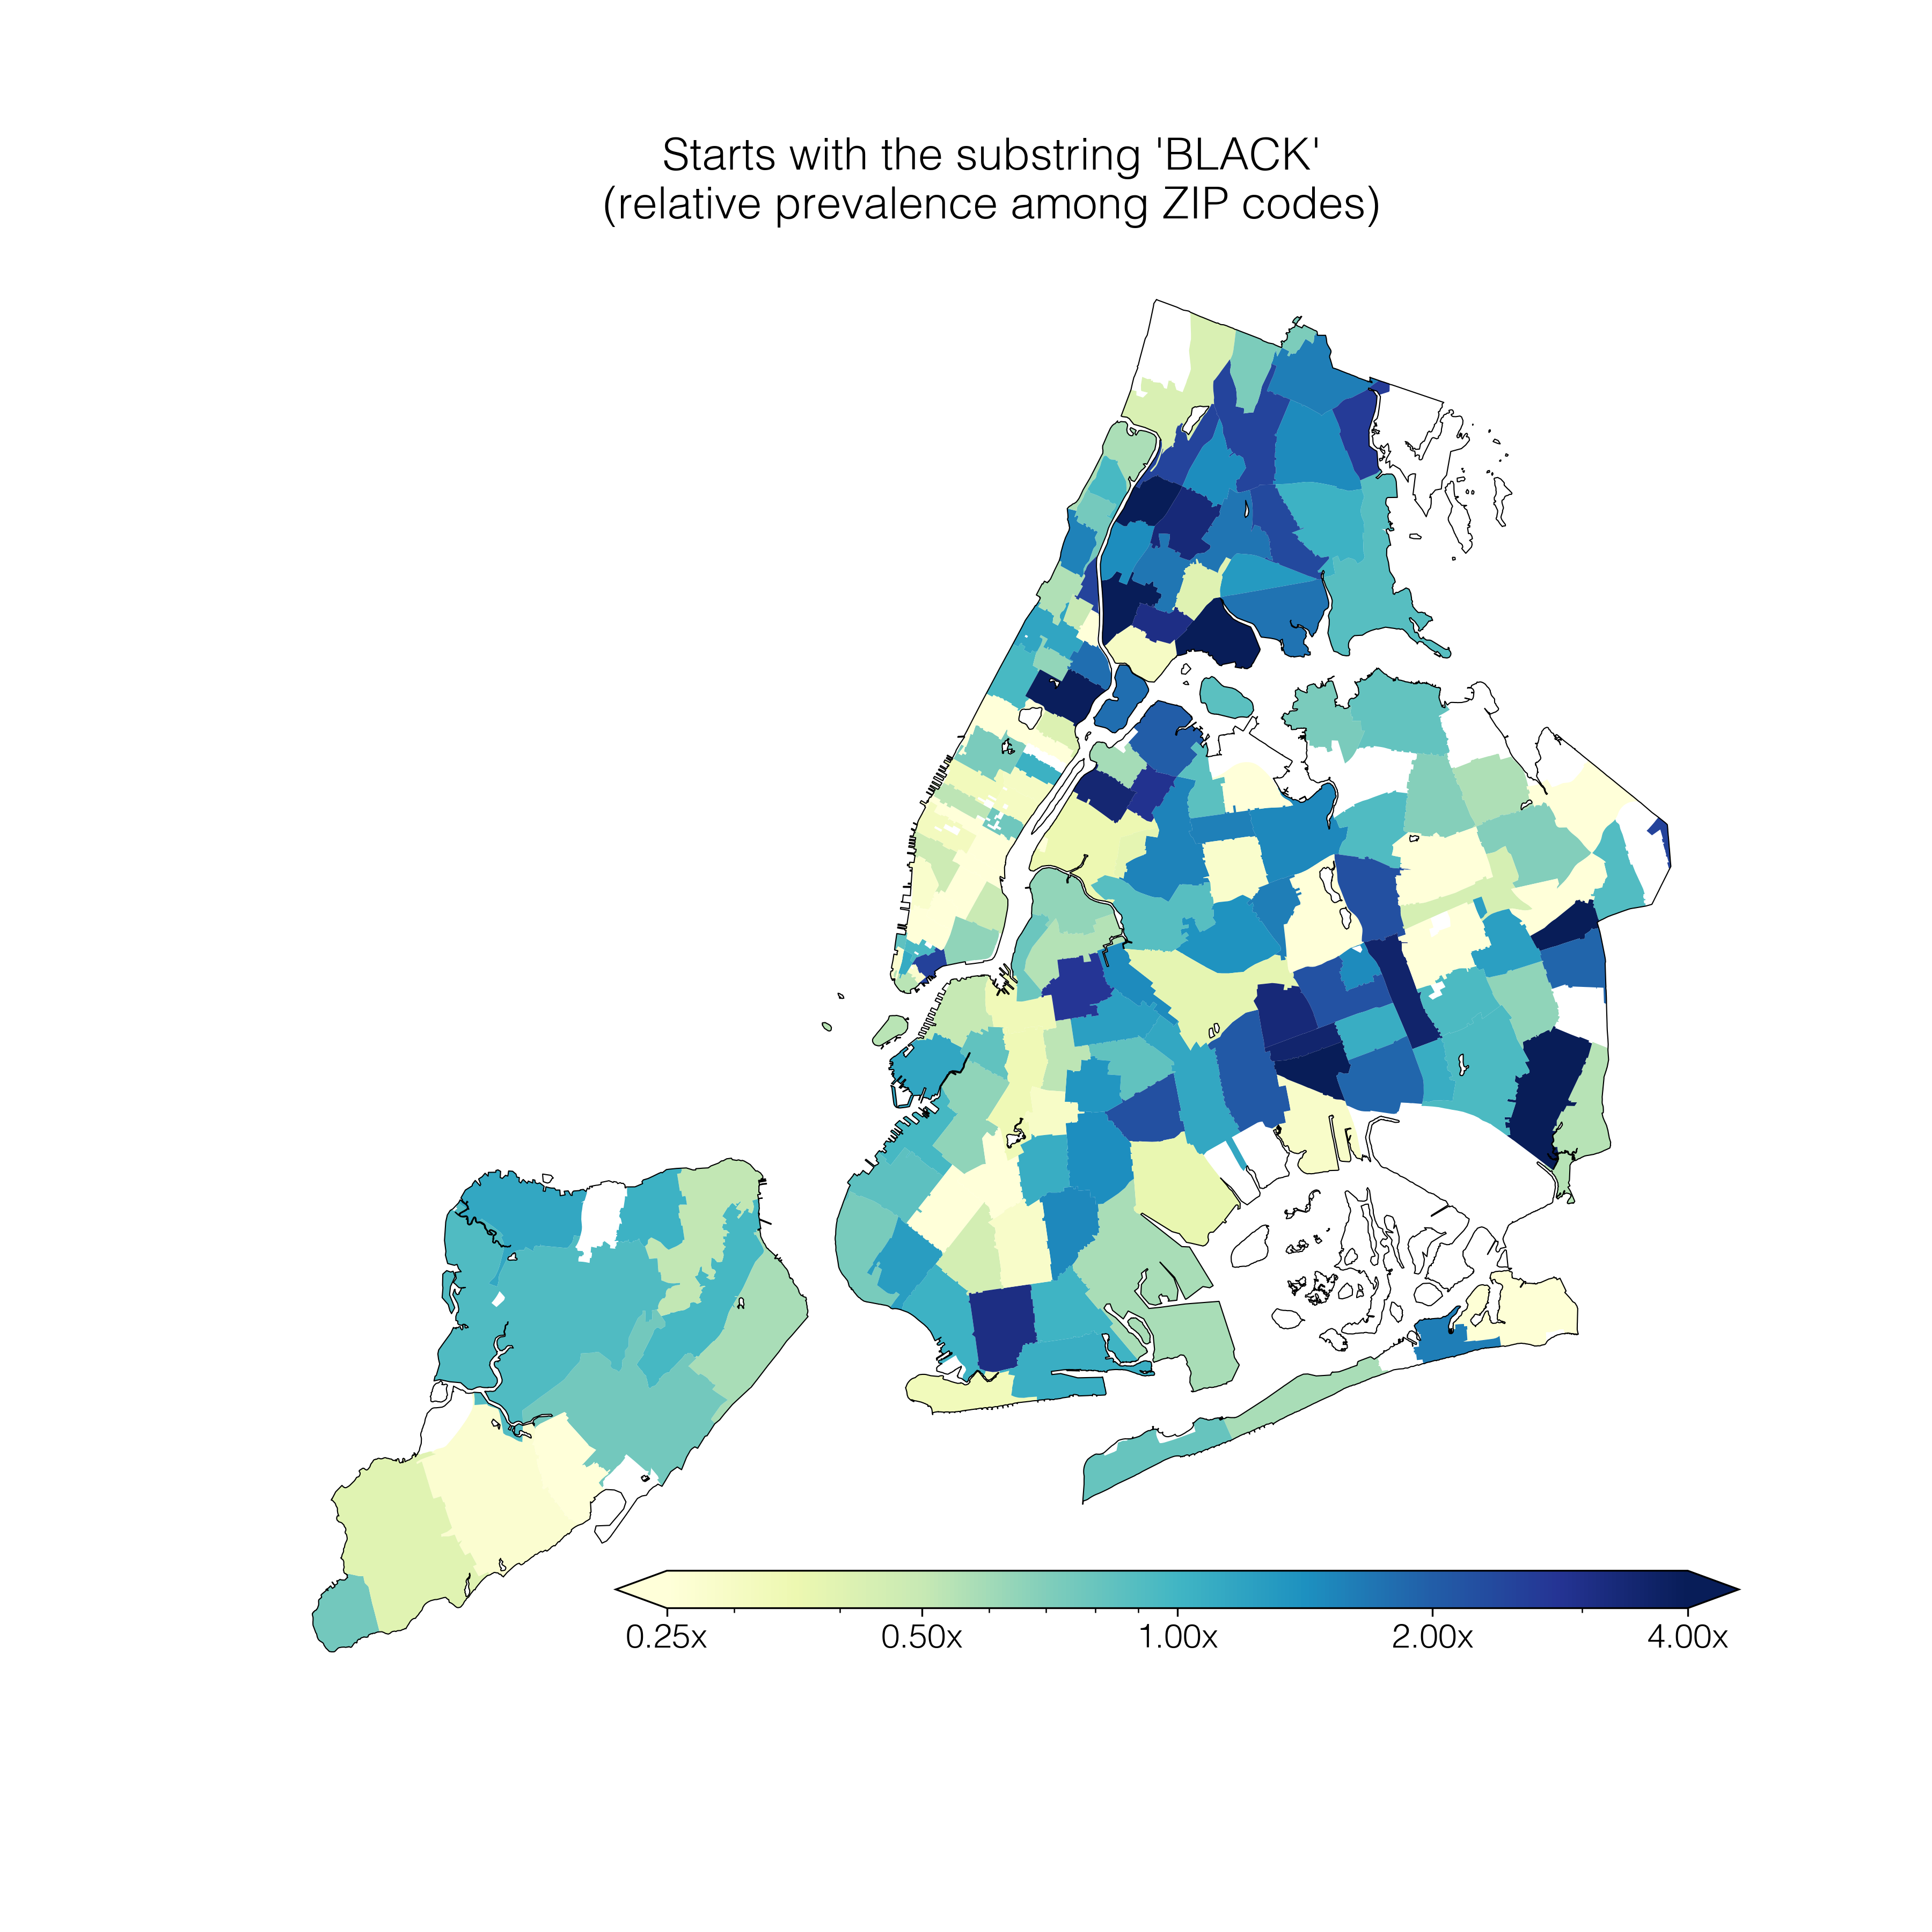 Starts with the substring 'BLACK'
(relative prevalence among ZIP codes)
0.25x 0.50x 1.00x 2.00x 4.00x